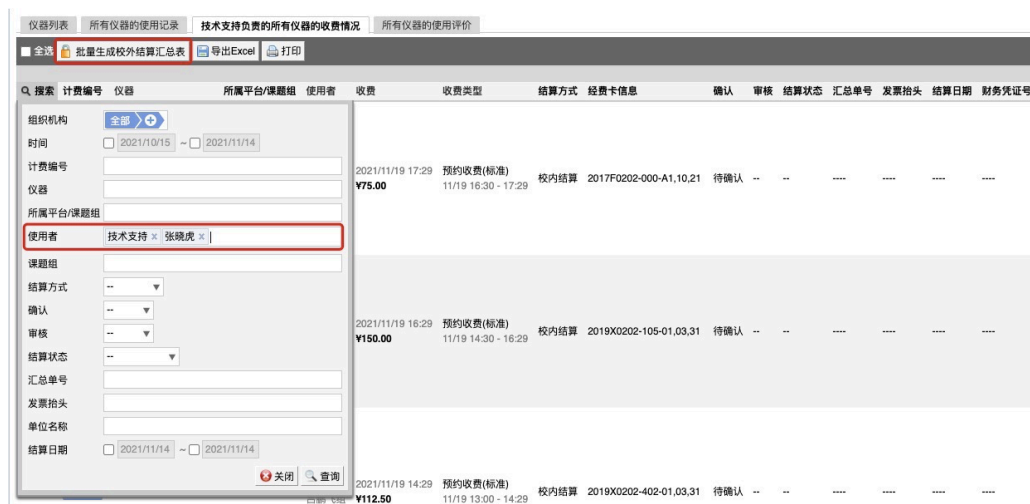 仪器列表 所有仪器的使用记录 技术支持负责的所有仪器的收费情况 所有仪器的使用评价
全选 批量生成校外结算汇总表 导出Excel 打印
搜索 计费编号 仪器 所属平台/课题组 使用者 收费 收费类型 结算方式 经费卡信息 确认 审核 结算状态 汇总单号 发票抬头 结算日期 财务凭证号
组织机构 全部
时间 2021/10/15 ~ 2021/11/14
计费编号
仪器
所属平台/课题组
使用者 技术支持 × 张晓虎 ×
课题组
结算方式 --
确认 --
审核 --
结算状态 --
汇总单号
发票抬头
单位名称
结算日期 2021/11/14 ~ 2021/11/14
关闭 查询
2021/11/19 17:29 预约收费(标准)
¥75.00 11/19 16:30 - 17:29 校内结算 2017F0202-000-A1,10,21 待确认 -- -- ---- ---- ---- ----
2021/11/19 16:29 预约收费(标准)
¥150.00 11/19 14:30 - 16:29 校内结算 2019X0202-105-01,03,31 待确认 -- -- ---- ---- ---- ----
2021/11/19 14:29 预约收费(标准)
¥112.50 11/19 13:00 - 14:29 校内结算 2019X0202-402-01,03,31 待确认 -- -- ---- ---- ---- ----